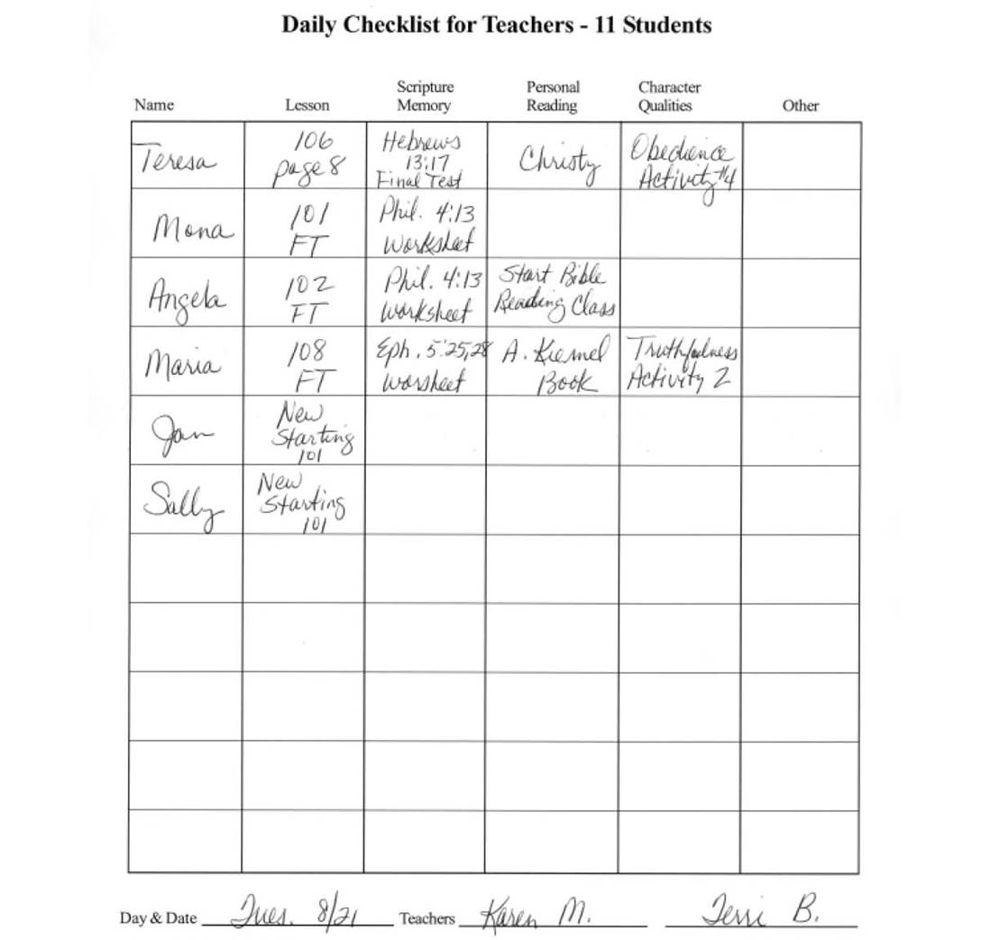 Daily Checklist for Teachers - 11 Students
Name Lesson Scripture Memory Personal Reading Character Qualities Other
Teresa
106
page 8
Hebrews
13:17
Final Test
Christy
Obedience
Activity #4
Mona
101
FT
Phil. 4:13
Worksheet
Angela
102
FT
Phil. 4:13
Worksheet
Start Bible
Reading Class
Maria
108
FT
Eph. 5:25,28
Worsheet
A. Kiemel
Book
Truthfulness
Activity 2
Jan
New
Starting
101
Sally
New
Starting
101
Day & Date Tues. 8/21 Teachers Karen M. Terri B.